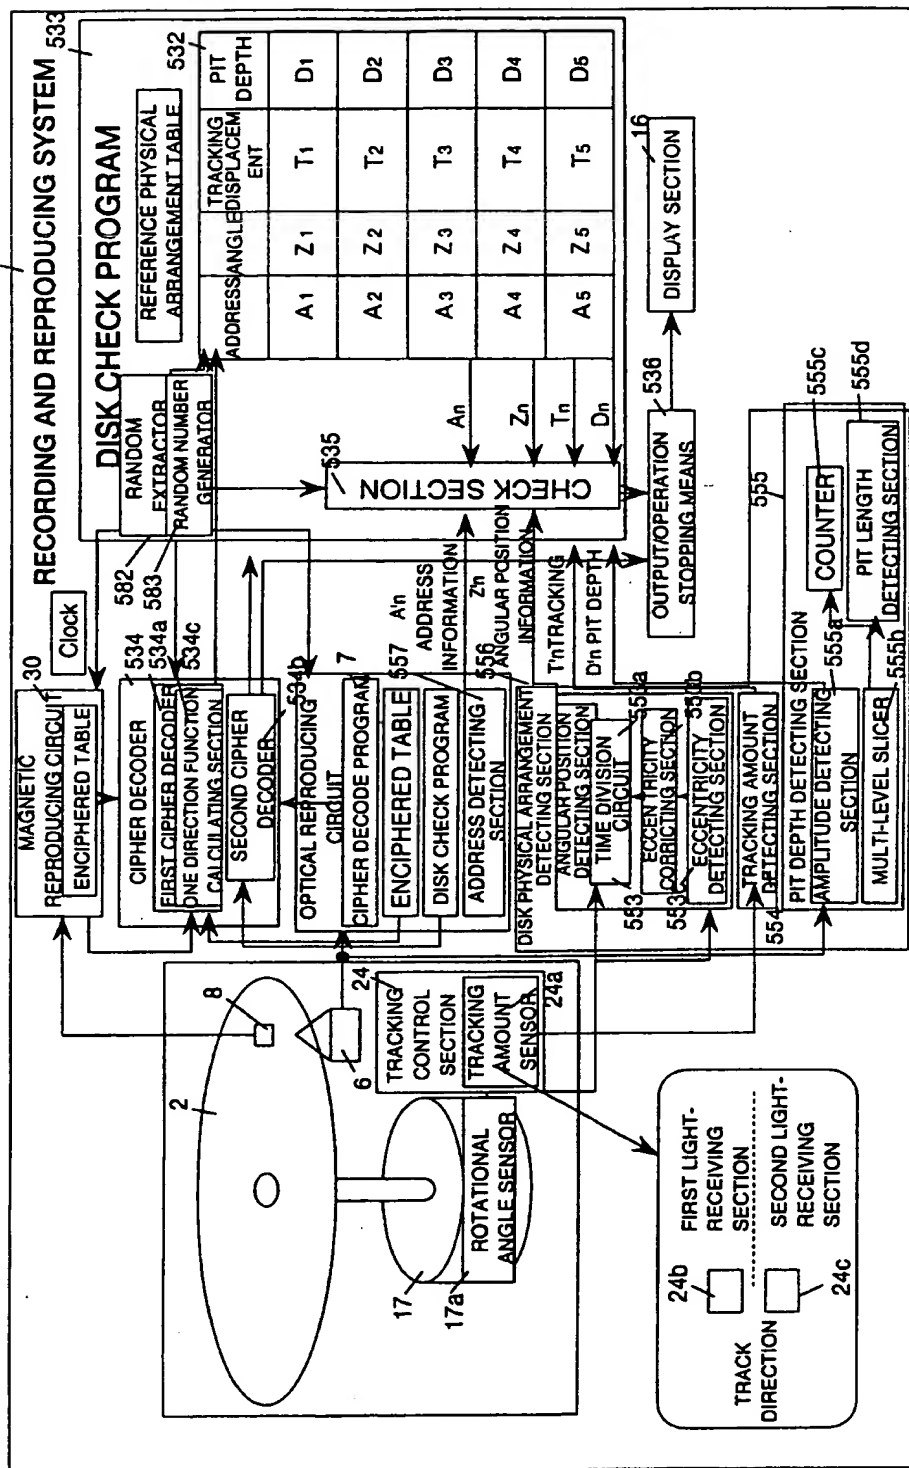 RECORDING AND REPRODUCING SYSTEM
533
DISK CHECK PROGRAM
REFERENCE PHYSICAL
ARRANGEMENT TABLE
532
ADDRESS
ANGLE
TRACKING
DISPLACEM
ENT
PIT
DEPTH
A1
Z1
T1
D1
A2
Z2
T2
D2
A3
Z3
T3
D3
A4
Z4
T4
D4
A5
Z5
T5
D5
RANDOM
EXTRACTOR
RANDOM NUMBER
GENERATOR
582
583
535
CHECK SECTION
An
Zn
Tn
Dn
Clock
30
MAGNETIC
REPRODUCING CIRCUIT
ENCIPHERED TABLE
534
534a
534c
CIPHER DECODER
FIRST CIPHER DECODER
ONE DIRECTION FUNCTION
CALCULATING SECTION
SECOND CIPHER
DECODER
534b
OPTICAL REPRODUCING
CIRCUIT
7
CIPHER DECODE PROGRAM
ENCIPHERED TABLE
DISK CHECK PROGRAM
ADDRESS DETECTING
SECTION
557
556
A'n
ADDRESS
INFORMATION
Z'n
ANGULAR POSITION
INFORMATION
T'n TRACKING
D'n PIT DEPTH
DISK PHYSICAL ARRANGEMENT
DETECTING SECTION
ANGULAR POSITION
DETECTING SECTION
TIME DIVISION
CIRCUIT
553a
ECCENTRICITY
CORRICTING SECTION
553
553b
ECCENTRICITY
DETECTING SECTION
TRACKING AMOUNT
DETECTING SECTION
554
PIT DEPTH DETECTING SECTION
555
AMPLITUDE DETECTING
SECTION
555a
MULTI-LEVEL SLICER
555b
COUNTER
555c
PIT LENGTH
DETECTING SECTION
555d
OUTPUT/OPERATION
STOPPING MEANS
536
DISPLAY SECTION
16
2
8
6
17
17a
ROTATIONAL
ANGLE SENSOR
24
TRACKING
CONTROL
SECTION
TRACKING
AMOUNT
SENSOR
24a
24b
FIRST LIGHT-
RECEIVING
SECTION
SECOND LIGHT-
RECEIVING
SECTION
24c
TRACK
DIRECTION